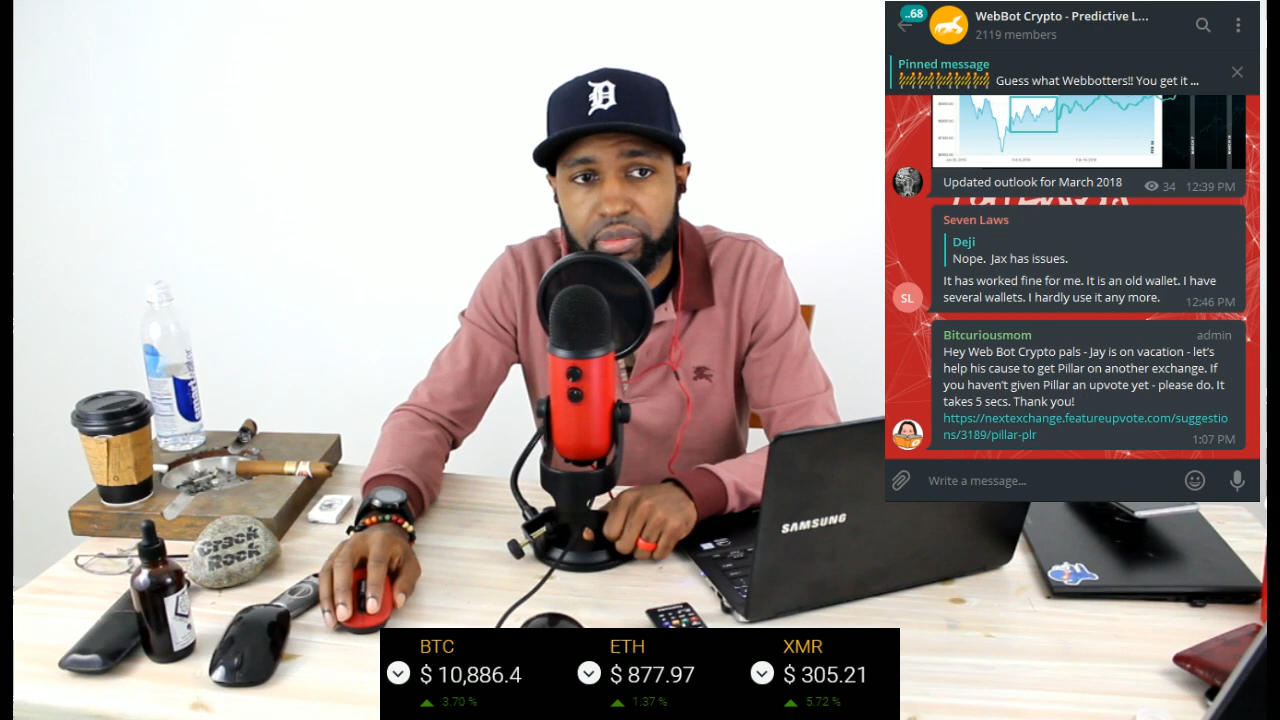 D
..68
WebBot Crypto - Predictive L...
2119 members
Pinned message
Guess what Webbotters!! You get it ...
Updated outlook for March 2018
34 12:39 PM
Seven Laws
Deji
Nope. Jax has issues.
It has worked fine for me. It is an old wallet. I have
several wallets. I hardly use it any more.
12:46 PM
SL
Bitcuriousmom
admin
Hey Web Bot Crypto pals - Jay is on vacation - let's
help his cause to get Pillar on another exchange. If
you haven't given Pillar an upvote yet - please do. It
takes 5 secs. Thank you!
https://nextexchange.featureupvote.com/suggestio
ns/3189/pillar-plr
1:07 PM
Write a message...
CRACK
ROCK
SAMSUNG
BTC
$ 10,886.4
3.70 %
ETH
$ 877.97
1.37 %
XMR
$ 305.21
5.72 %